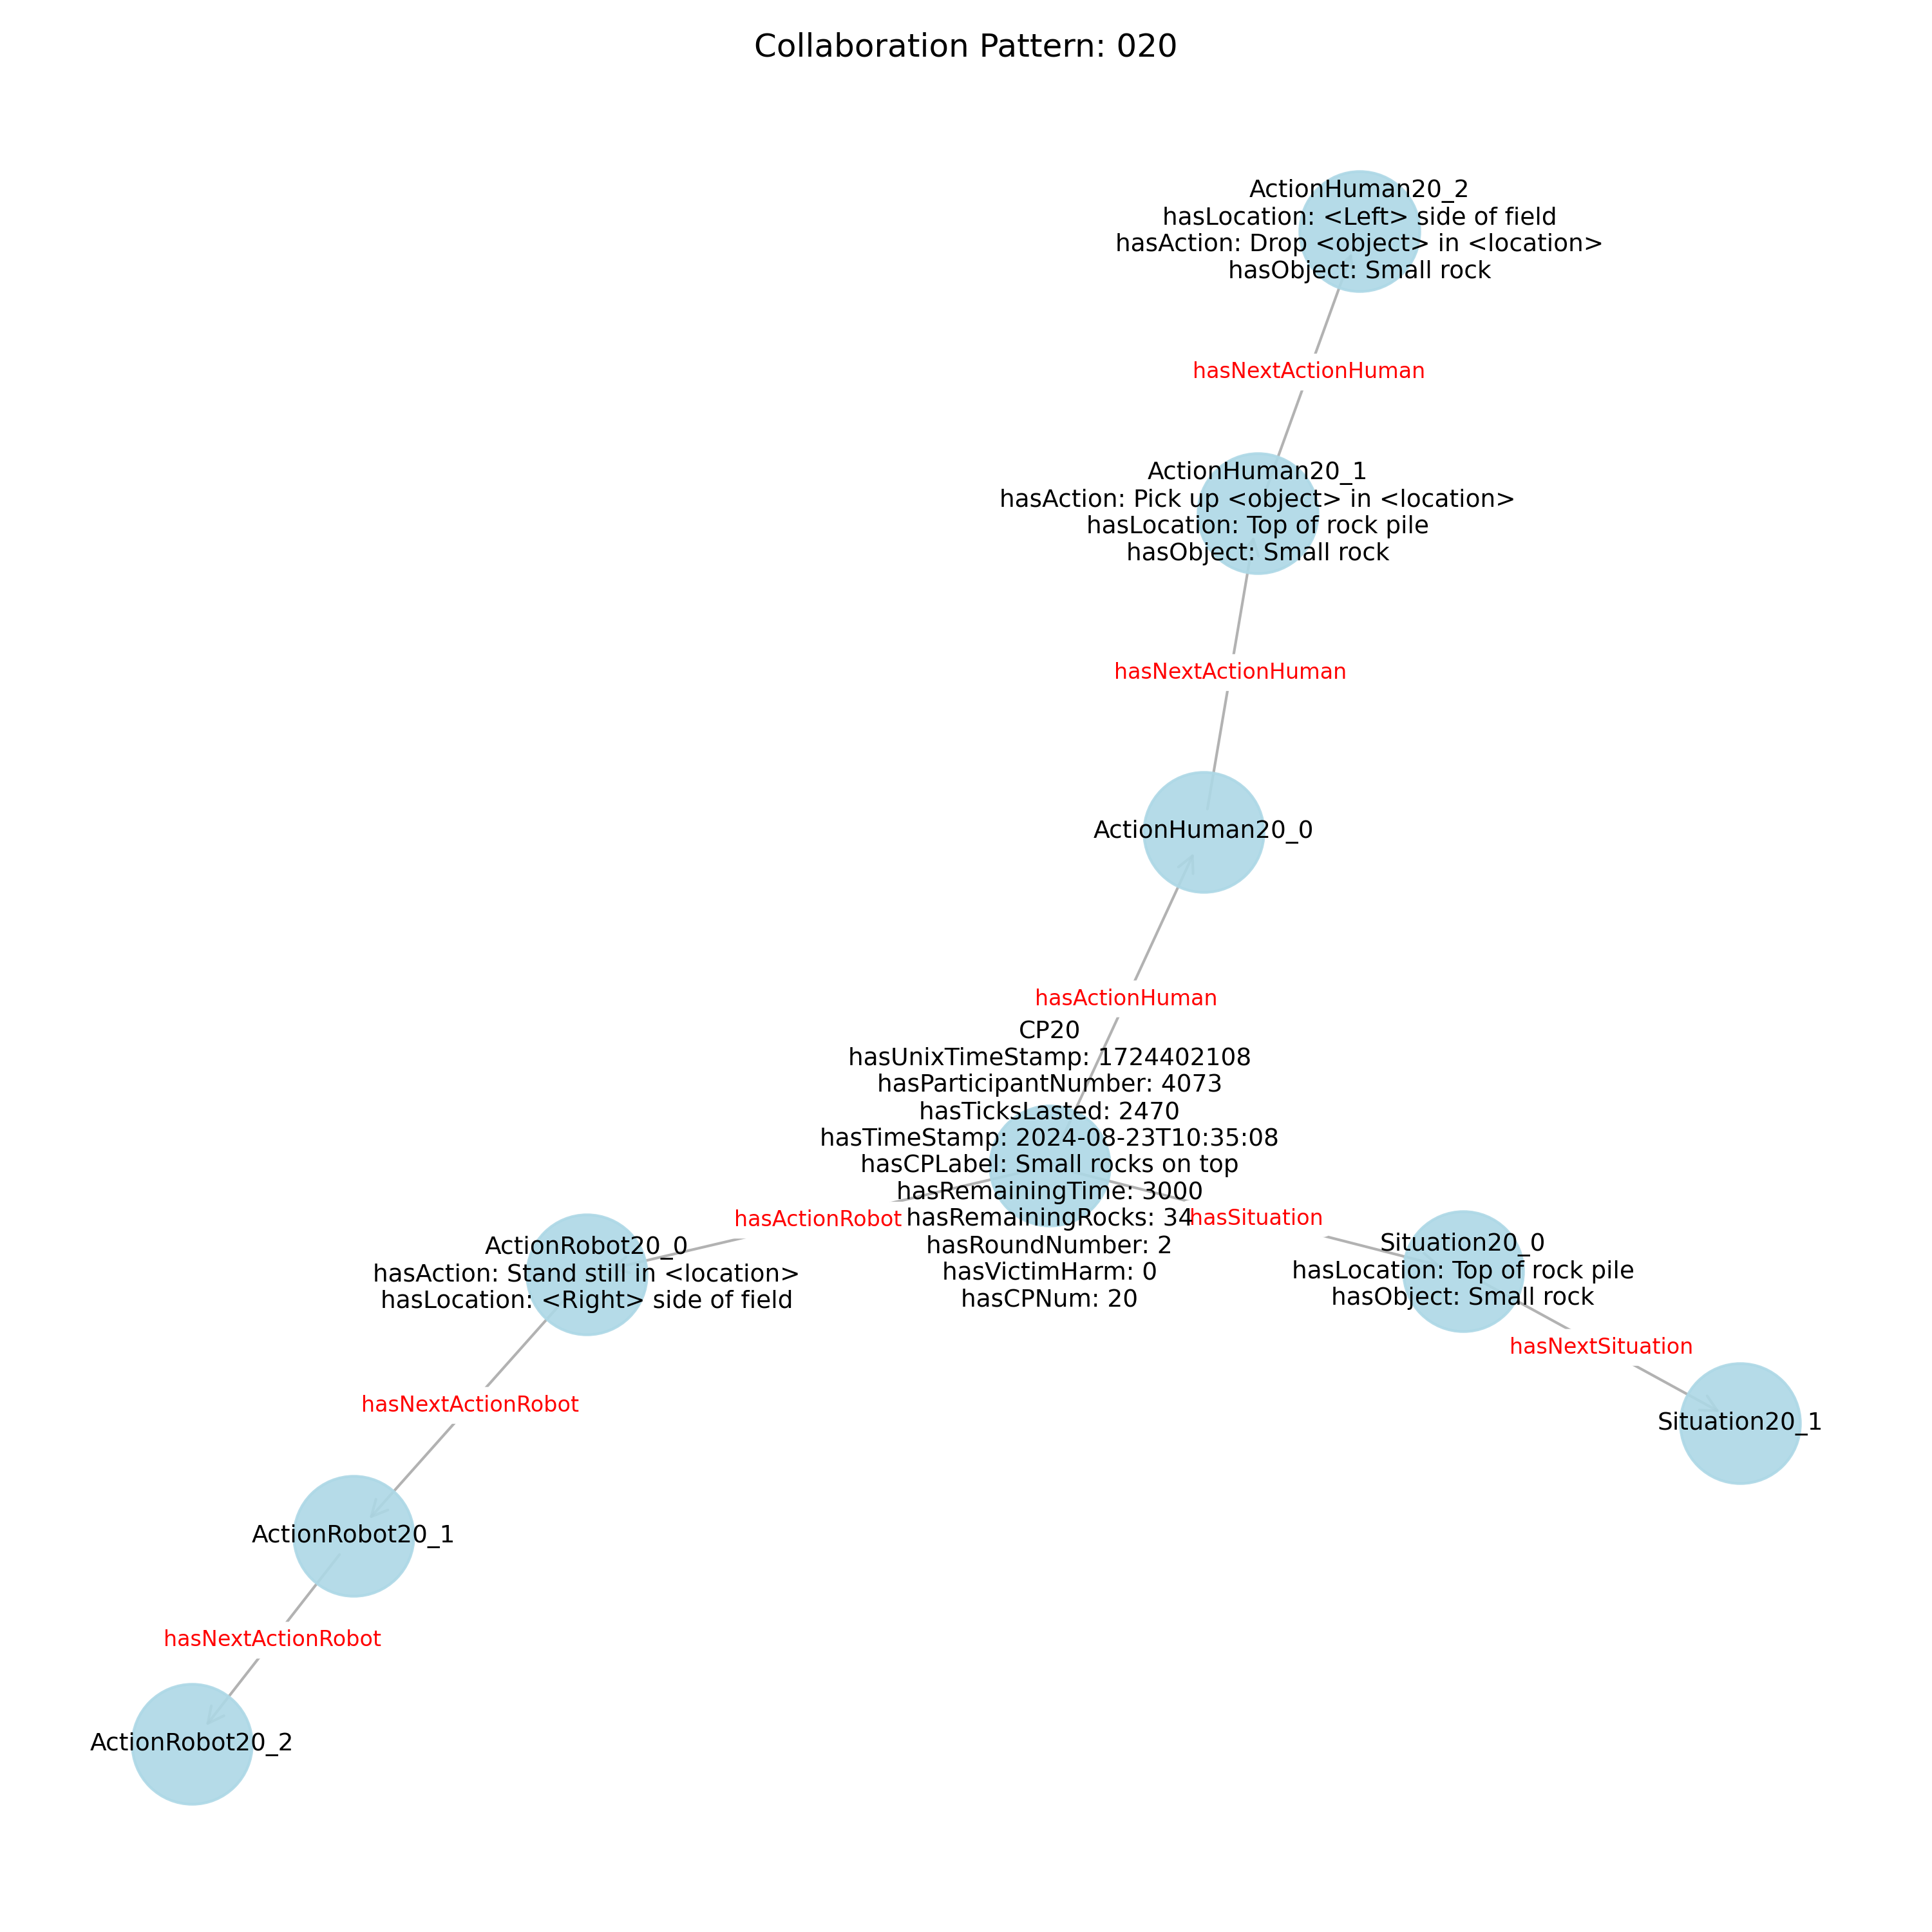 Collaboration Pattern: 020
ActionHuman20_2
hasLocation: <Left> side of field
hasAction: Drop <object> in <location>
hasObject: Small rock
hasNextActionHuman
ActionHuman20_1
hasAction: Pick up <object> in <location>
hasLocation: Top of rock pile
hasObject: Small rock
hasNextActionHuman
ActionHuman20_0
hasActionHuman
CP20
hasUnixTimeStamp: 1724402108
hasParticipantNumber: 4073
hasTicksLasted: 2470
hasTimeStamp: 2024-08-23T10:35:08
hasCPLabel: Small rocks on top
hasRemainingTime: 3000
hasRemainingRocks: 34
hasRoundNumber: 2
hasVictimHarm: 0
hasCPNum: 20
hasActionRobot
hasSituation
ActionRobot20_0
hasAction: Stand still in <location>
hasLocation: <Right> side of field
Situation20_0
hasLocation: Top of rock pile
hasObject: Small rock
hasNextSituation
Situation20_1
hasNextActionRobot
ActionRobot20_1
hasNextActionRobot
ActionRobot20_2